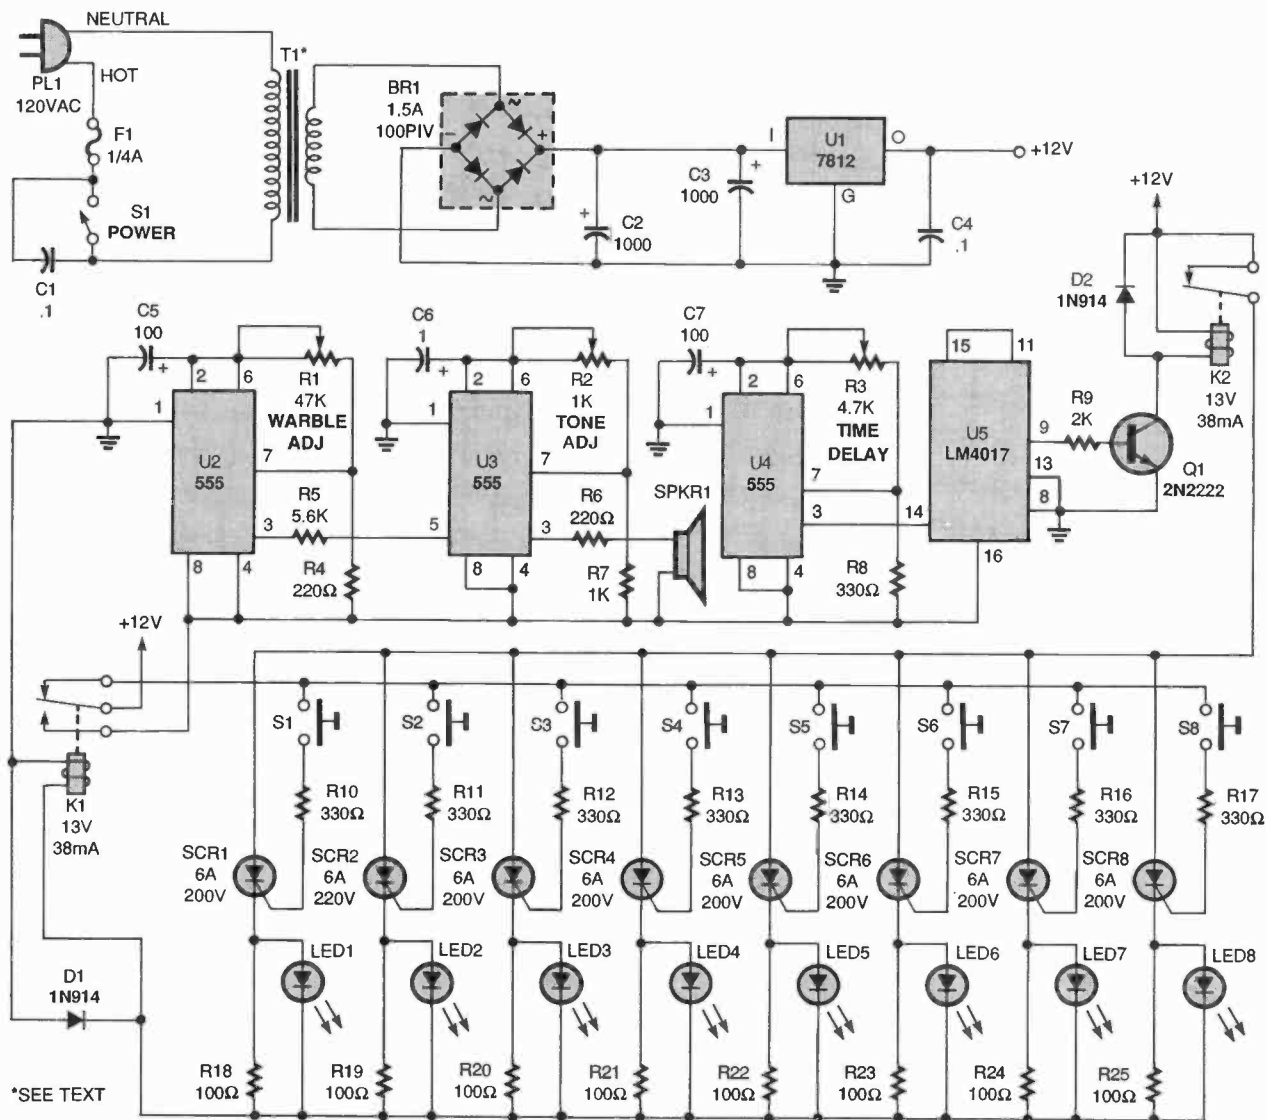 NEUTRAL
T1*
HOT
PL1
120VAC
F1
1/4A
S1
POWER
C1
.1
BR1
1.5A
100PIV
~
−
+
~
+
C2
1000
C3
1000
+
I
U1
7812
O
G
C4
.1
+12V
+12V
D2
1N914
K2
13V
38mA
C5
100
+
2
6
1
R1
47K
WARBLE
ADJ
U2
555
7
3
R5
5.6K
R4
220Ω
8
4
C6
1
+
2
6
1
R2
1K
TONE
ADJ
U3
555
7
5
3
R6
220Ω
R7
1K
8
4
SPKR1
C7
100
+
2
6
1
R3
4.7K
TIME
DELAY
U4
555
7
3
R8
330Ω
8
4
15
11
U5
LM4017
14
9
13
8
16
R9
2K
Q1
2N2222
+12V
K1
13V
38mA
S1
S2
S3
S4
S5
S6
S7
S8
R10
330Ω
R11
330Ω
R12
330Ω
R13
330Ω
R14
330Ω
R15
330Ω
R16
330Ω
R17
330Ω
SCR1
6A
200V
SCR2
6A
220V
SCR3
6A
200V
SCR4
6A
200V
SCR5
6A
200V
SCR6
6A
200V
SCR7
6A
200V
SCR8
6A
200V
LED1
LED2
LED3
LED4
LED5
LED6
LED7
LED8
D1
1N914
R18
100Ω
R19
100Ω
R20
100Ω
R21
100Ω
R22
100Ω
R23
100Ω
R24
100Ω
R25
100Ω
*SEE TEXT